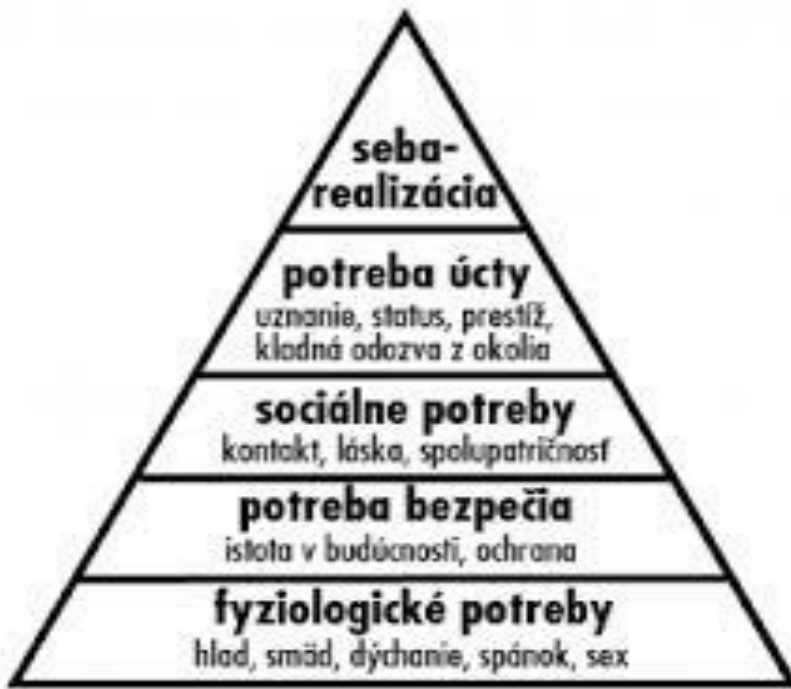 seba-
realizácia
potreba úcty
uznanie, status, prestíž,
kladná odozva z okolia
sociálne potreby
kontakt, láska, spolupatričnosť
potreba bezpečia
istota v budúcnosti, ochrana
fyziologické potreby
hlad, smäd, dýchanie, spánok, sex